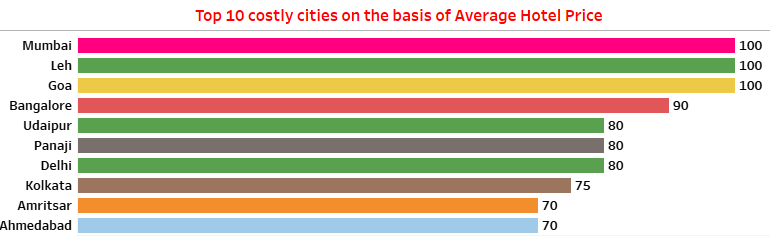 Top 10 costly cities on the basis of Average Hotel Price
Mumbai 100
Leh 100
Goa 100
Bangalore 90
Udaipur 80
Panaji 80
Delhi 80
Kolkata 75
Amritsar 70
Ahmedabad 70